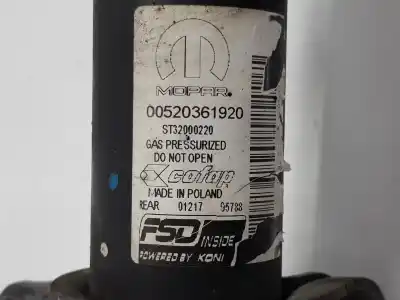 MOPAR
00520361920
ST32000220
GAS PRESSURIZED
DO NOT OPEN
cofap
MADE IN POLAND
REAR 01217 95788
FSD INSIDE
POWERED BY KONI